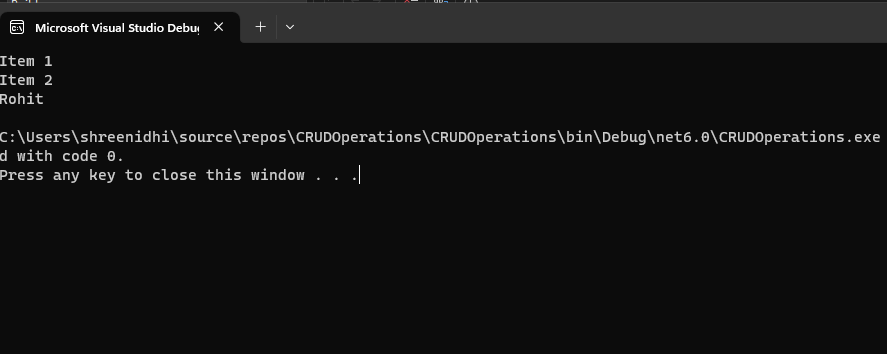 Microsoft Visual Studio Debug
Item 1
Item 2
Rohit
C:\Users\shreenidhi\source\repos\CRUDOperations\CRUDOperations\bin\Debug\net6.0\CRUDOperations.exe
d with code 0.
Press any key to close this window . . .